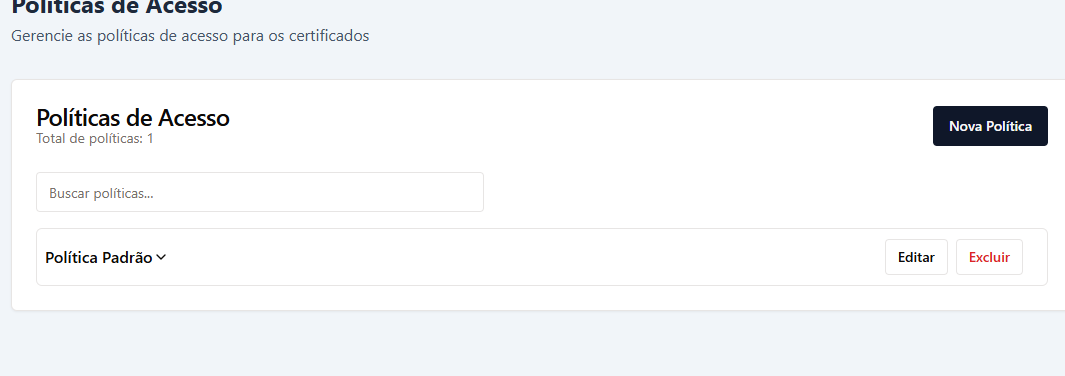 Políticas de Acesso
Gerencie as políticas de acesso para os certificados
Políticas de Acesso
Total de políticas: 1
Nova Política
Buscar políticas...
Política Padrão
Editar
Excluir